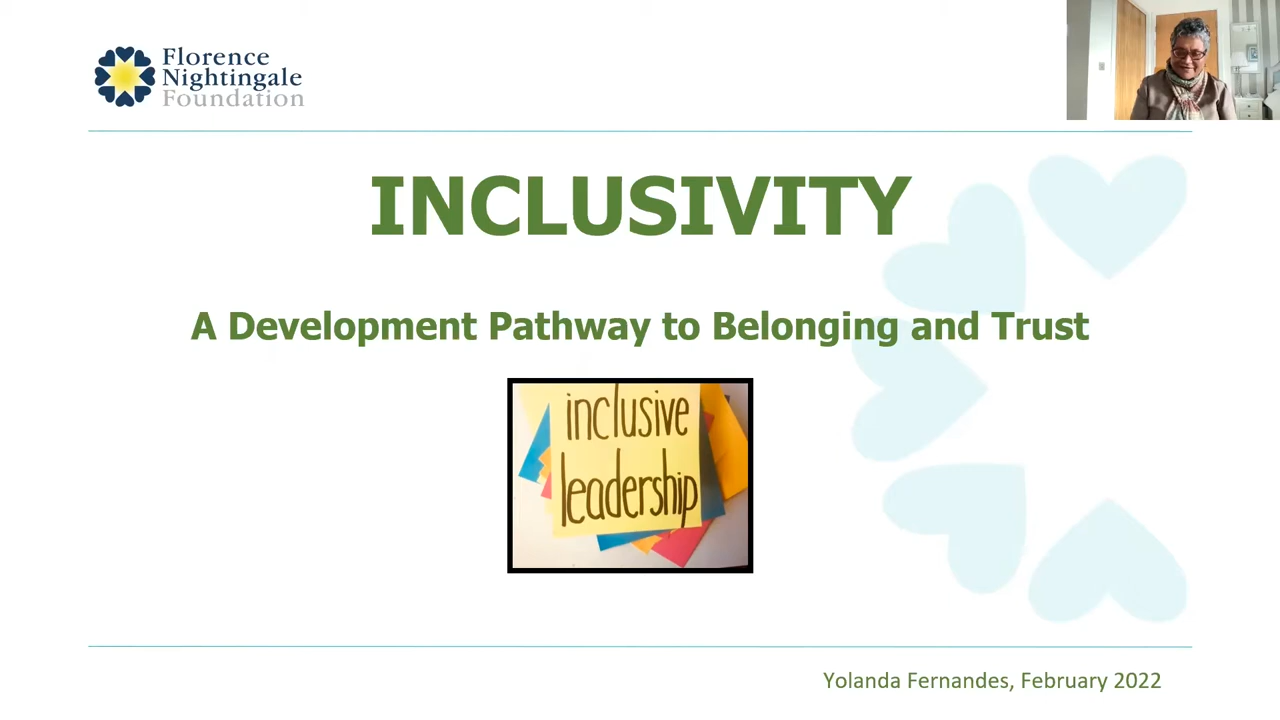 Florence
Nightingale
Foundation
INCLUSIVITY
A Development Pathway to Belonging and Trust
inclusive
leadership
Yolanda Fernandes, February 2022